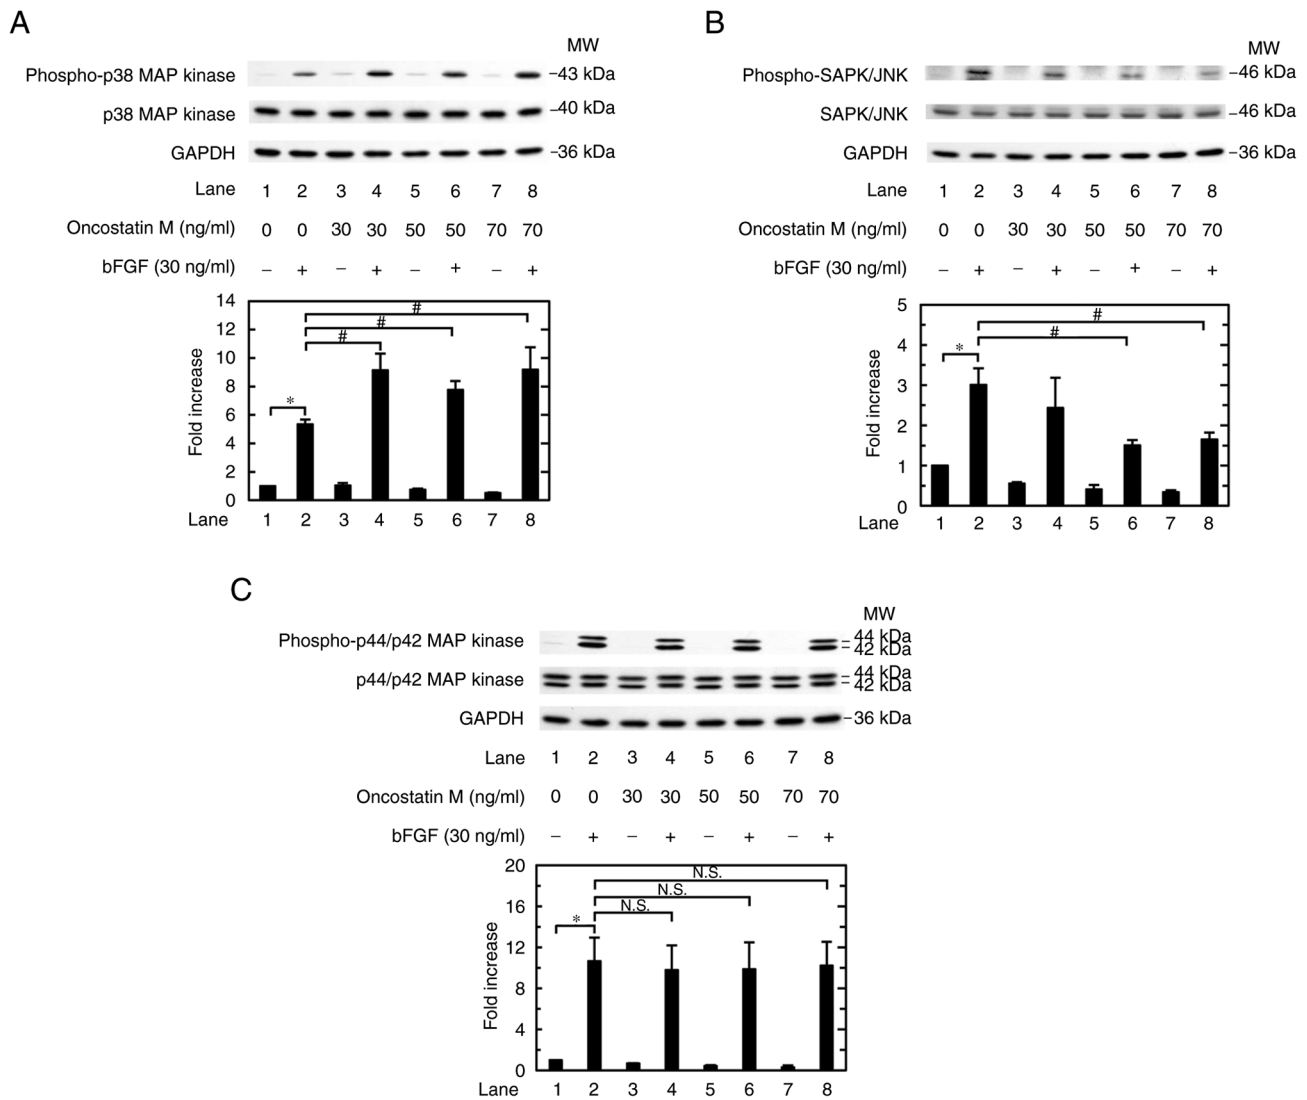 A
MW
Phospho-p38 MAP kinase 43 kDa
p38 MAP kinase 40 kDa
GAPDH 36 kDa
Lane 1 2 3 4 5 6 7 8
Oncostatin M (ng/ml) 0 0 30 30 50 50 70 70
bFGF (30 ng/ml) − + − + − + − +
14
12
10
8
6
4
2
0
Fold increase
* # # #
Lane 1 2 3 4 5 6 7 8
B
MW
Phospho-SAPK/JNK 46 kDa
SAPK/JNK 46 kDa
GAPDH 36 kDa
Lane 1 2 3 4 5 6 7 8
Oncostatin M (ng/ml) 0 0 30 30 50 50 70 70
bFGF (30 ng/ml) − + − + − + − +
5
4
3
2
1
0
Fold increase
* # #
Lane 1 2 3 4 5 6 7 8
C
MW
Phospho-p44/p42 MAP kinase 44 kDa
42 kDa
p44/p42 MAP kinase 44 kDa
42 kDa
GAPDH 36 kDa
Lane 1 2 3 4 5 6 7 8
Oncostatin M (ng/ml) 0 0 30 30 50 50 70 70
bFGF (30 ng/ml) − + − + − + − +
20
16
12
8
4
0
Fold increase
N.S.
N.S.
N.S.
*
Lane 1 2 3 4 5 6 7 8